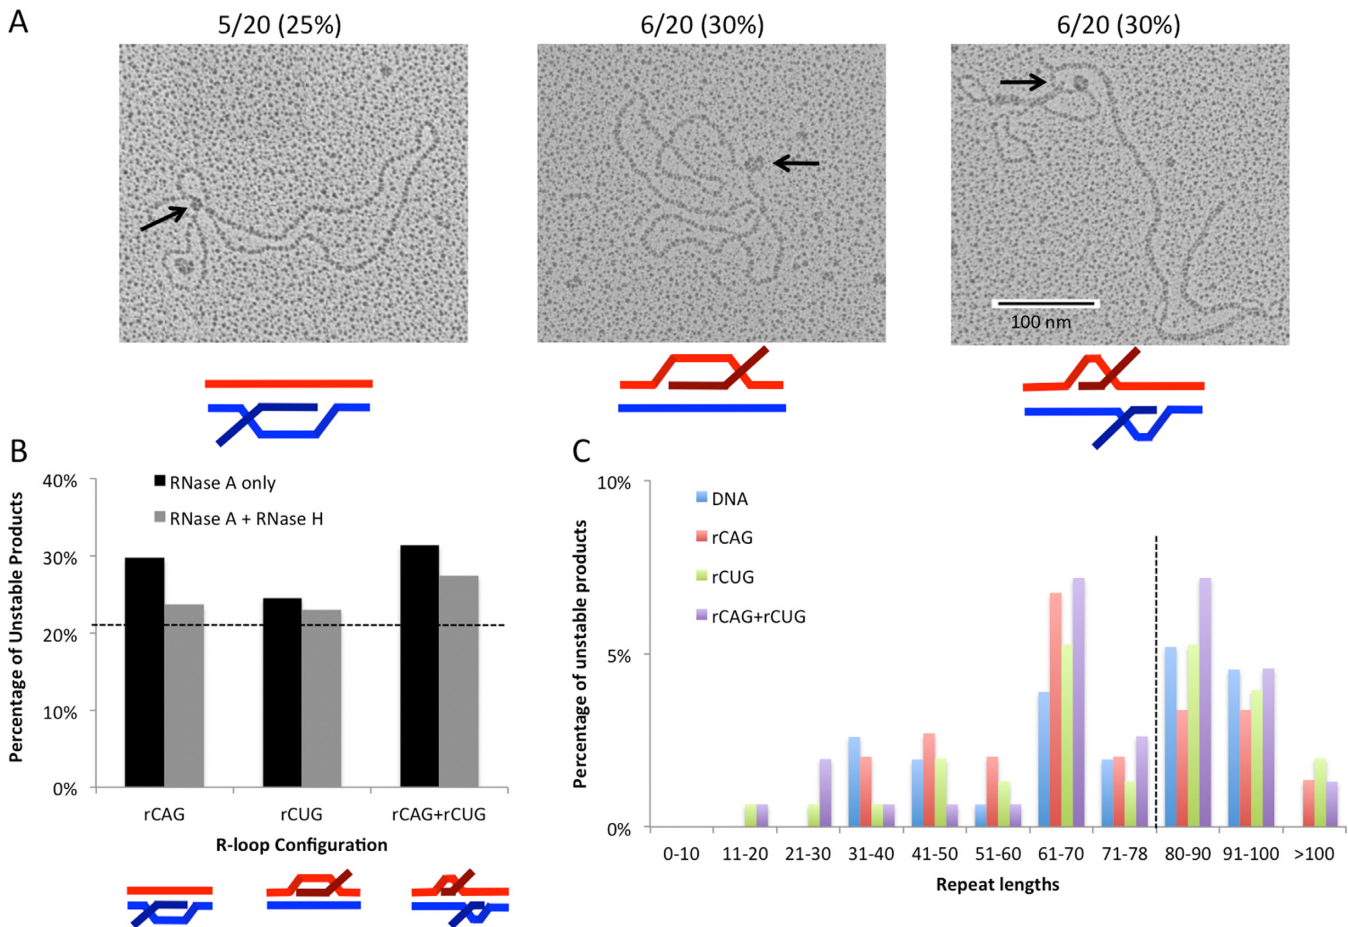 A
5/20 (25%)
6/20 (30%)
6/20 (30%)
100 nm
B
Percentage of Unstable Products
40%
30%
20%
10%
0%
RNase A only
RNase A + RNase H
rCAG
rCUG
rCAG+rCUG
R-loop Configuration
C
Percentage of unstable products
10%
5%
0%
DNA
rCAG
rCUG
rCAG+rCUG
0-10
11-20
21-30
31-40
41-50
51-60
61-70
71-78
80-90
91-100
>100
Repeat lengths